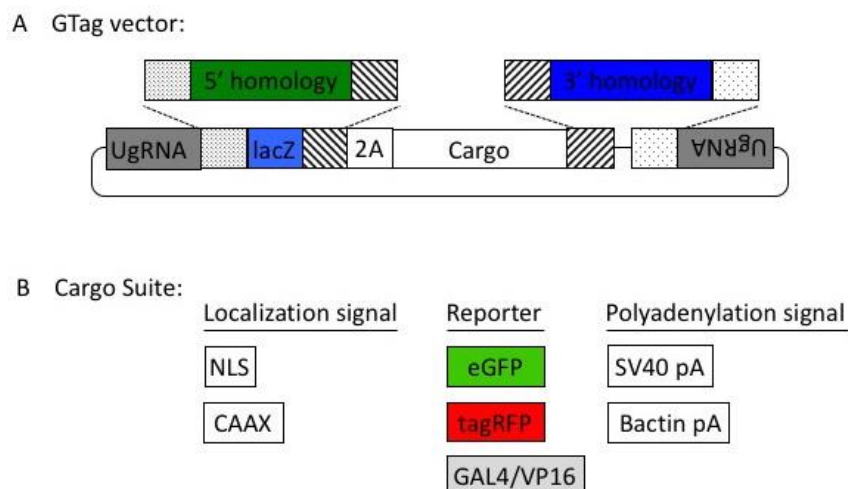 A GTag vector:
5' homology 3' homology
UgRNA lacZ 2A Cargo UgRNA
B Cargo Suite:
Localization signal Reporter Polyadenylation signal
NLS eGFP SV40 pA
CAAX tagRFP Bactin pA
GAL4/VP16